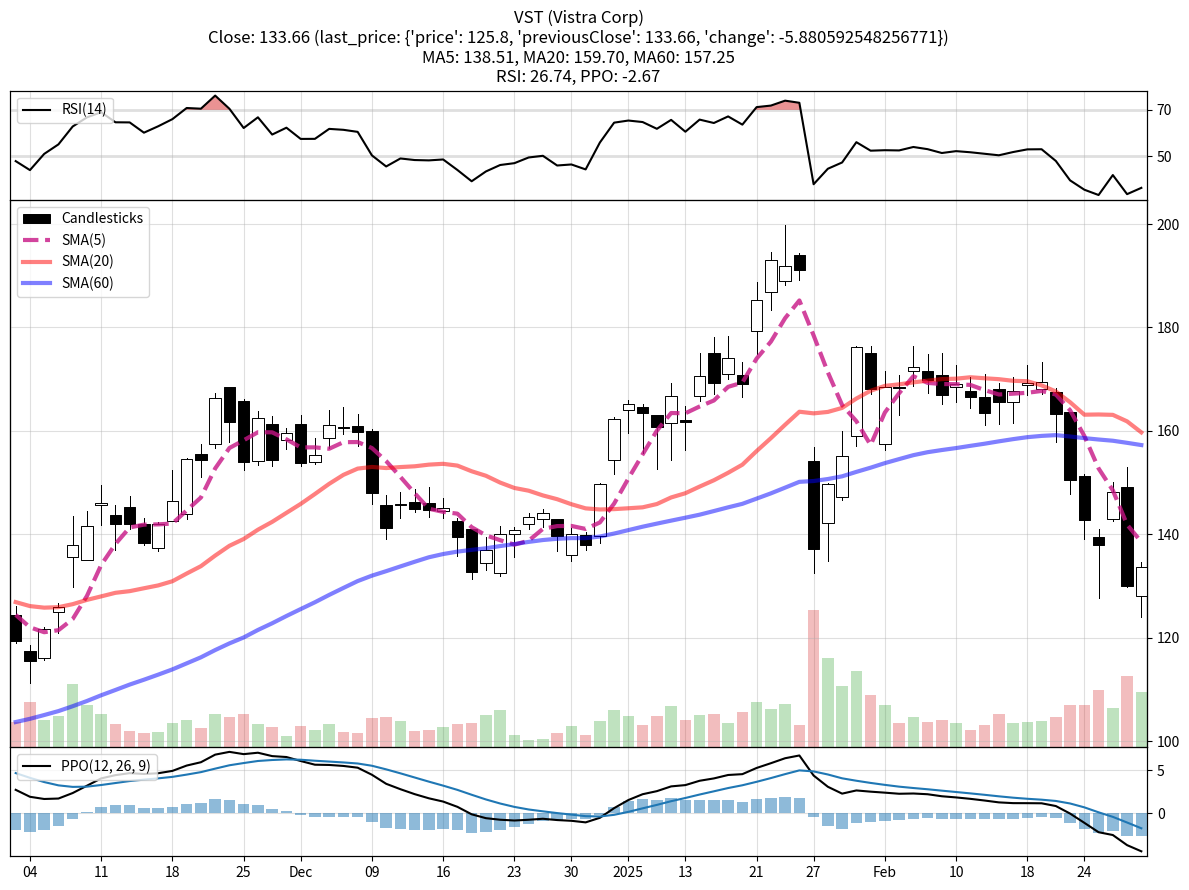 VST (Vistra Corp)
Close: 133.66 (last_price: {'price': 125.8, 'previousClose': 133.66, 'change': -5.880592548256771})
MA5: 138.51, MA20: 159.70, MA60: 157.25
RSI: 26.74, PPO: -2.67
RSI(14)
70
50
Candlesticks
SMA(5)
SMA(20)
SMA(60)
200
180
160
140
120
100
PPO(12, 26, 9)
5
0
04 11 18 25 Dec 09 16 23 30 2025 13 21 27 Feb 10 18 24